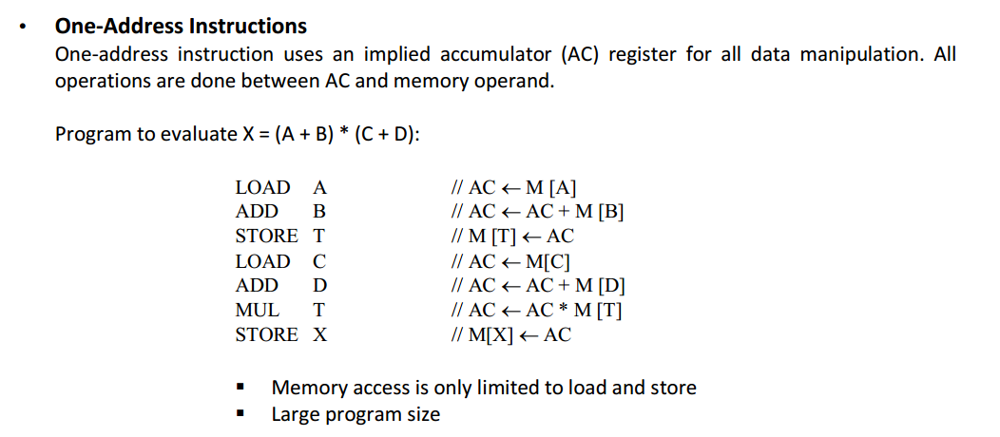 • One-Address Instructions
One-address instruction uses an implied accumulator (AC) register for all data manipulation. All
operations are done between AC and memory operand.
Program to evaluate X = (A + B) * (C + D):
LOAD A // AC ← M [A]
ADD B // AC ← AC + M [B]
STORE T // M [T] ← AC
LOAD C // AC ← M[C]
ADD D // AC ← AC + M [D]
MUL T // AC ← AC * M [T]
STORE X // M[X] ← AC
▪ Memory access is only limited to load and store
▪ Large program size